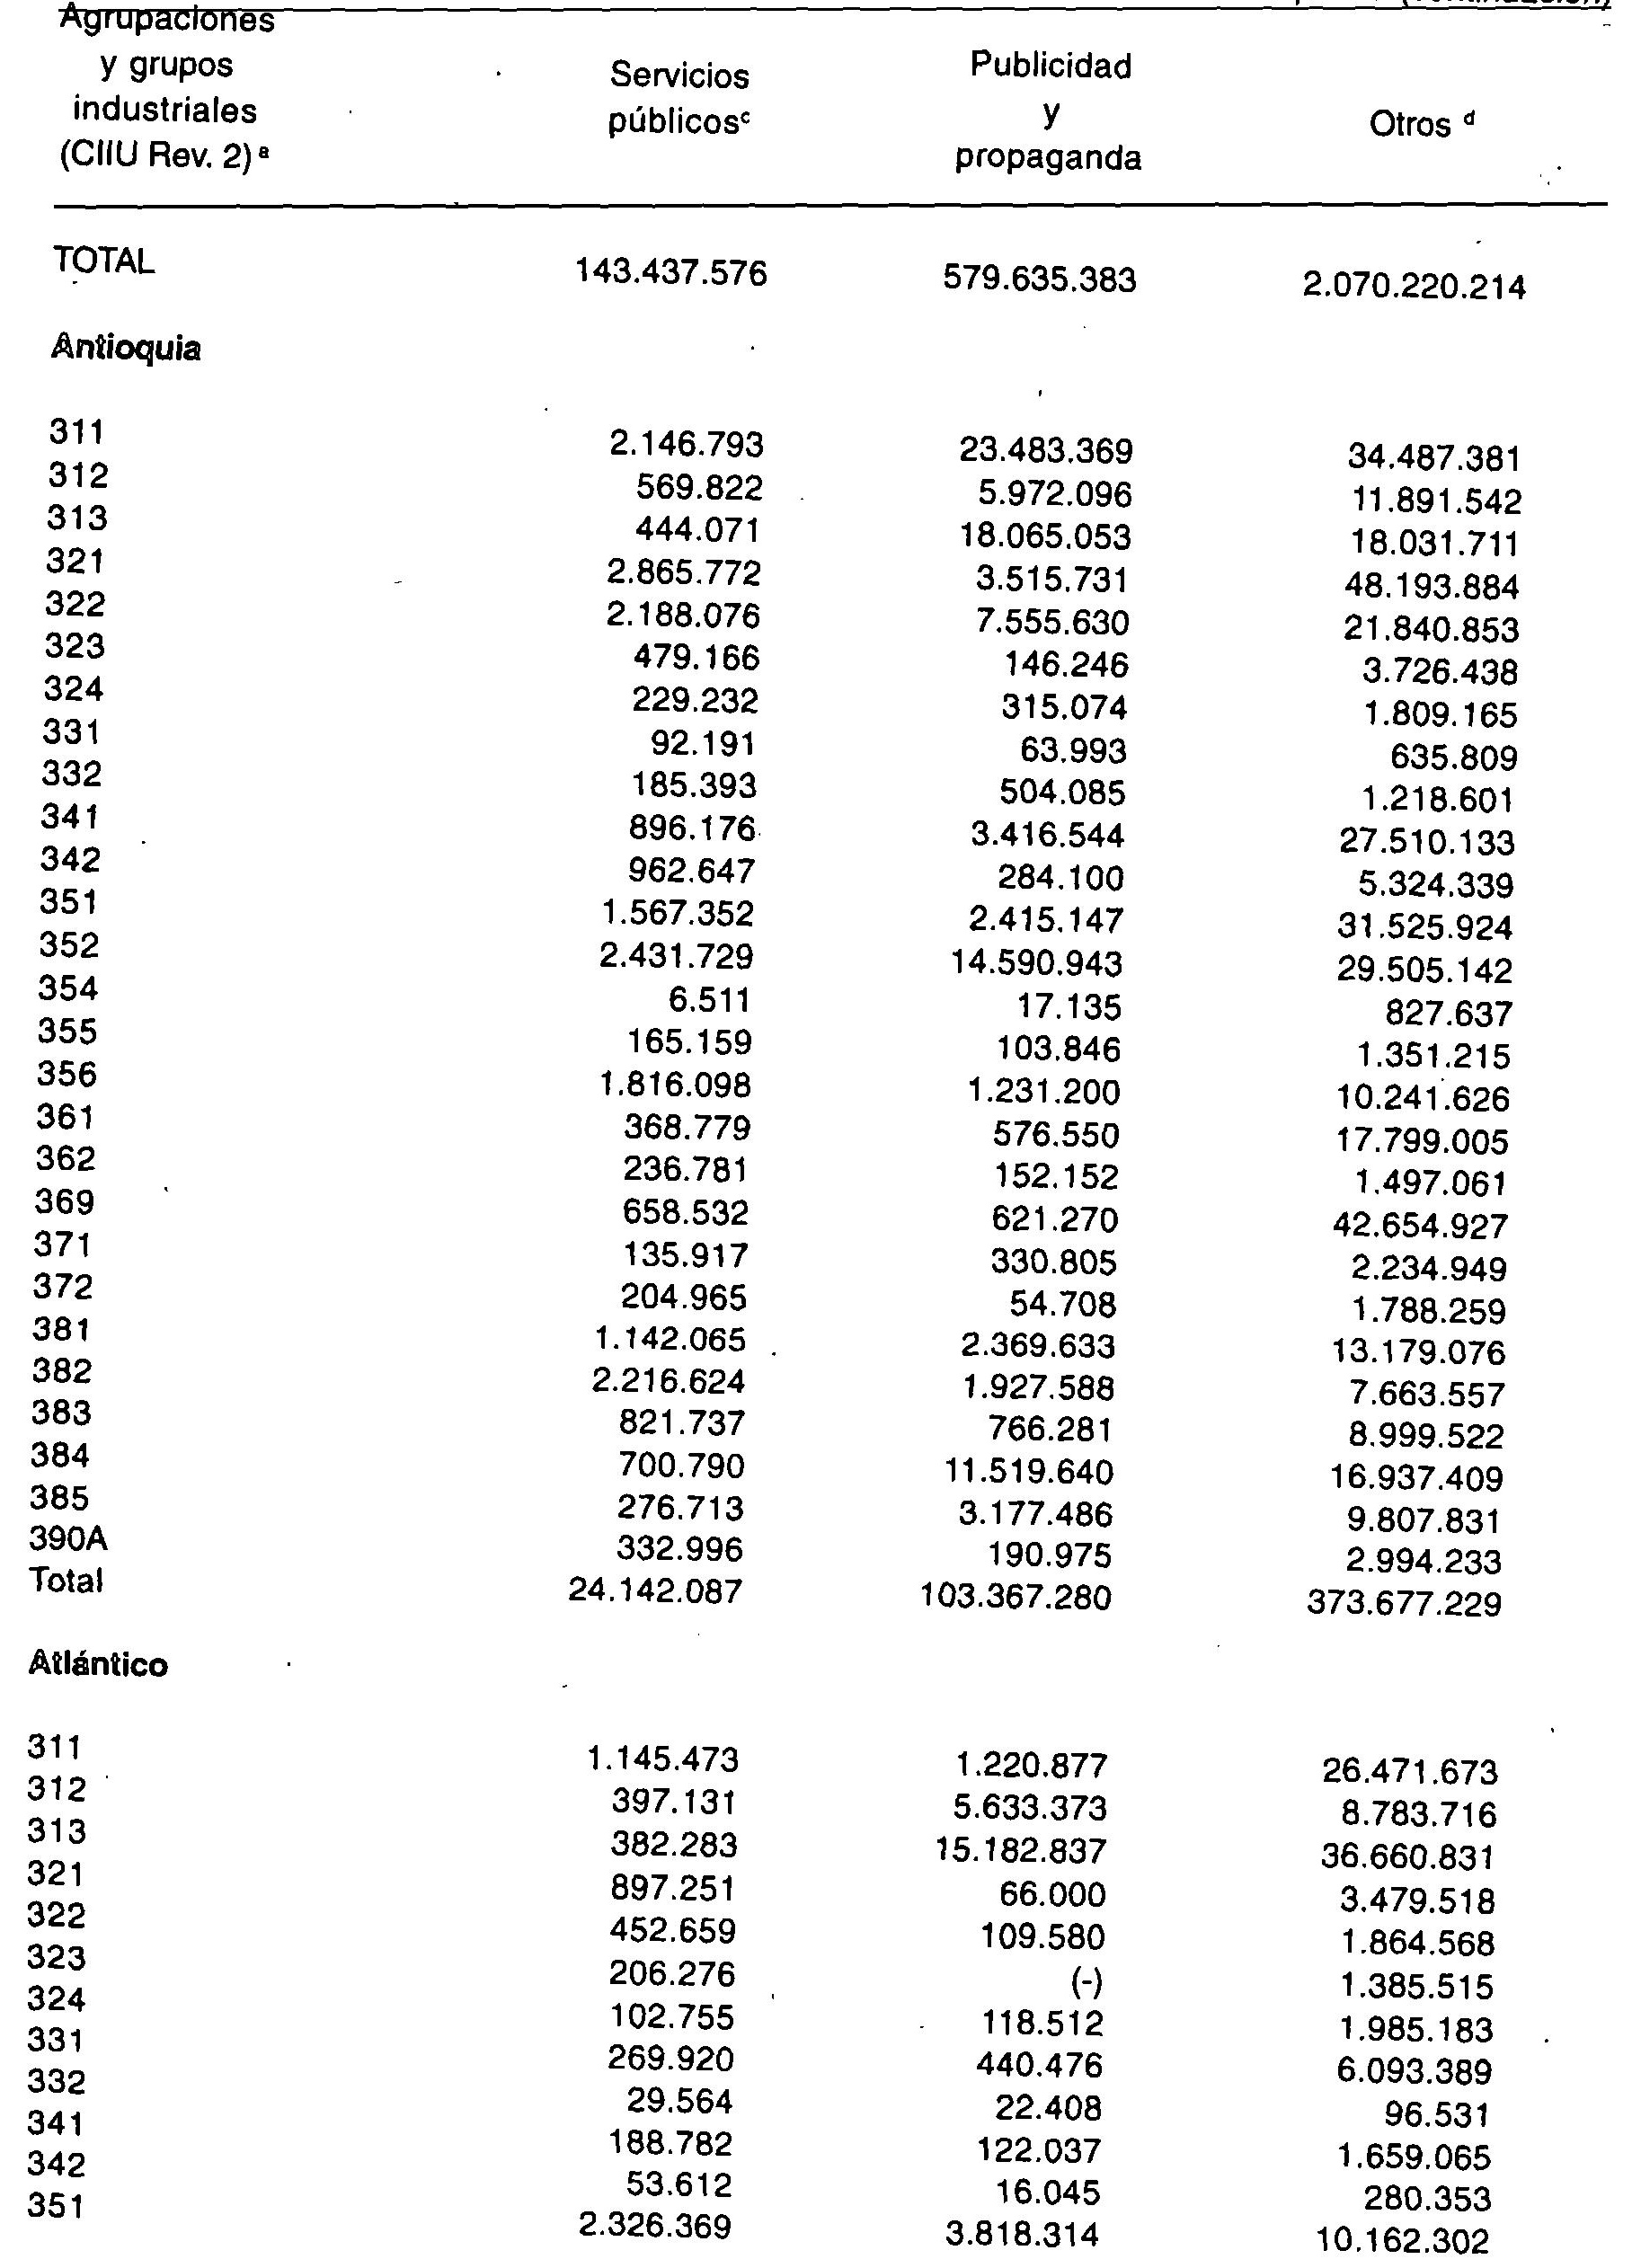 (continuación)
Agrupaciones
y grupos
industriales
(CIIU Rev. 2) a
Servicios
públicos c
Publicidad
y
propaganda
Otros d
TOTAL 143.437.576 579.635.383 2.070.220.214
Antioquia
311 2.146.793 23.483.369 34.487.381
312 569.822 5.972.096 11.891.542
313 444.071 18.065.053 18.031.711
321 2.865.772 3.515.731 48.193.884
322 2.188.076 7.555.630 21.840.853
323 479.166 146.246 3.726.438
324 229.232 315.074 1.809.165
331 92.191 63.993 635.809
332 185.393 504.085 1.218.601
341 896.176 3.416.544 27.510.133
342 962.647 284.100 5.324.339
351 1.567.352 2.415.147 31.525.924
352 2.431.729 14.590.943 29.505.142
354 6.511 17.135 827.637
355 165.159 103.846 1.351.215
356 1.816.098 1.231.200 10.241.626
361 368.779 576.550 17.799.005
362 236.781 152.152 1.497.061
369 658.532 621.270 42.654.927
371 135.917 330.805 2.234.949
372 204.965 54.708 1.788.259
381 1.142.065 2.369.633 13.179.076
382 2.216.624 1.927.588 7.663.557
383 821.737 766.281 8.999.522
384 700.790 11.519.640 16.937.409
385 276.713 3.177.486 9.807.831
390A 332.996 190.975 2.994.233
Total 24.142.087 103.367.280 373.677.229
Atlántico
311 1.145.473 1.220.877 26.471.673
312 397.131 5.633.373 8.783.716
313 382.283 15.182.837 36.660.831
321 897.251 66.000 3.479.518
322 452.659 109.580 1.864.568
323 206.276 (-) 1.385.515
324 102.755 118.512 1.985.183
331 269.920 440.476 6.093.389
332 29.564 22.408 96.531
341 188.782 122.037 1.659.065
342 53.612 16.045 280.353
351 2.326.369 3.818.314 10.162.302